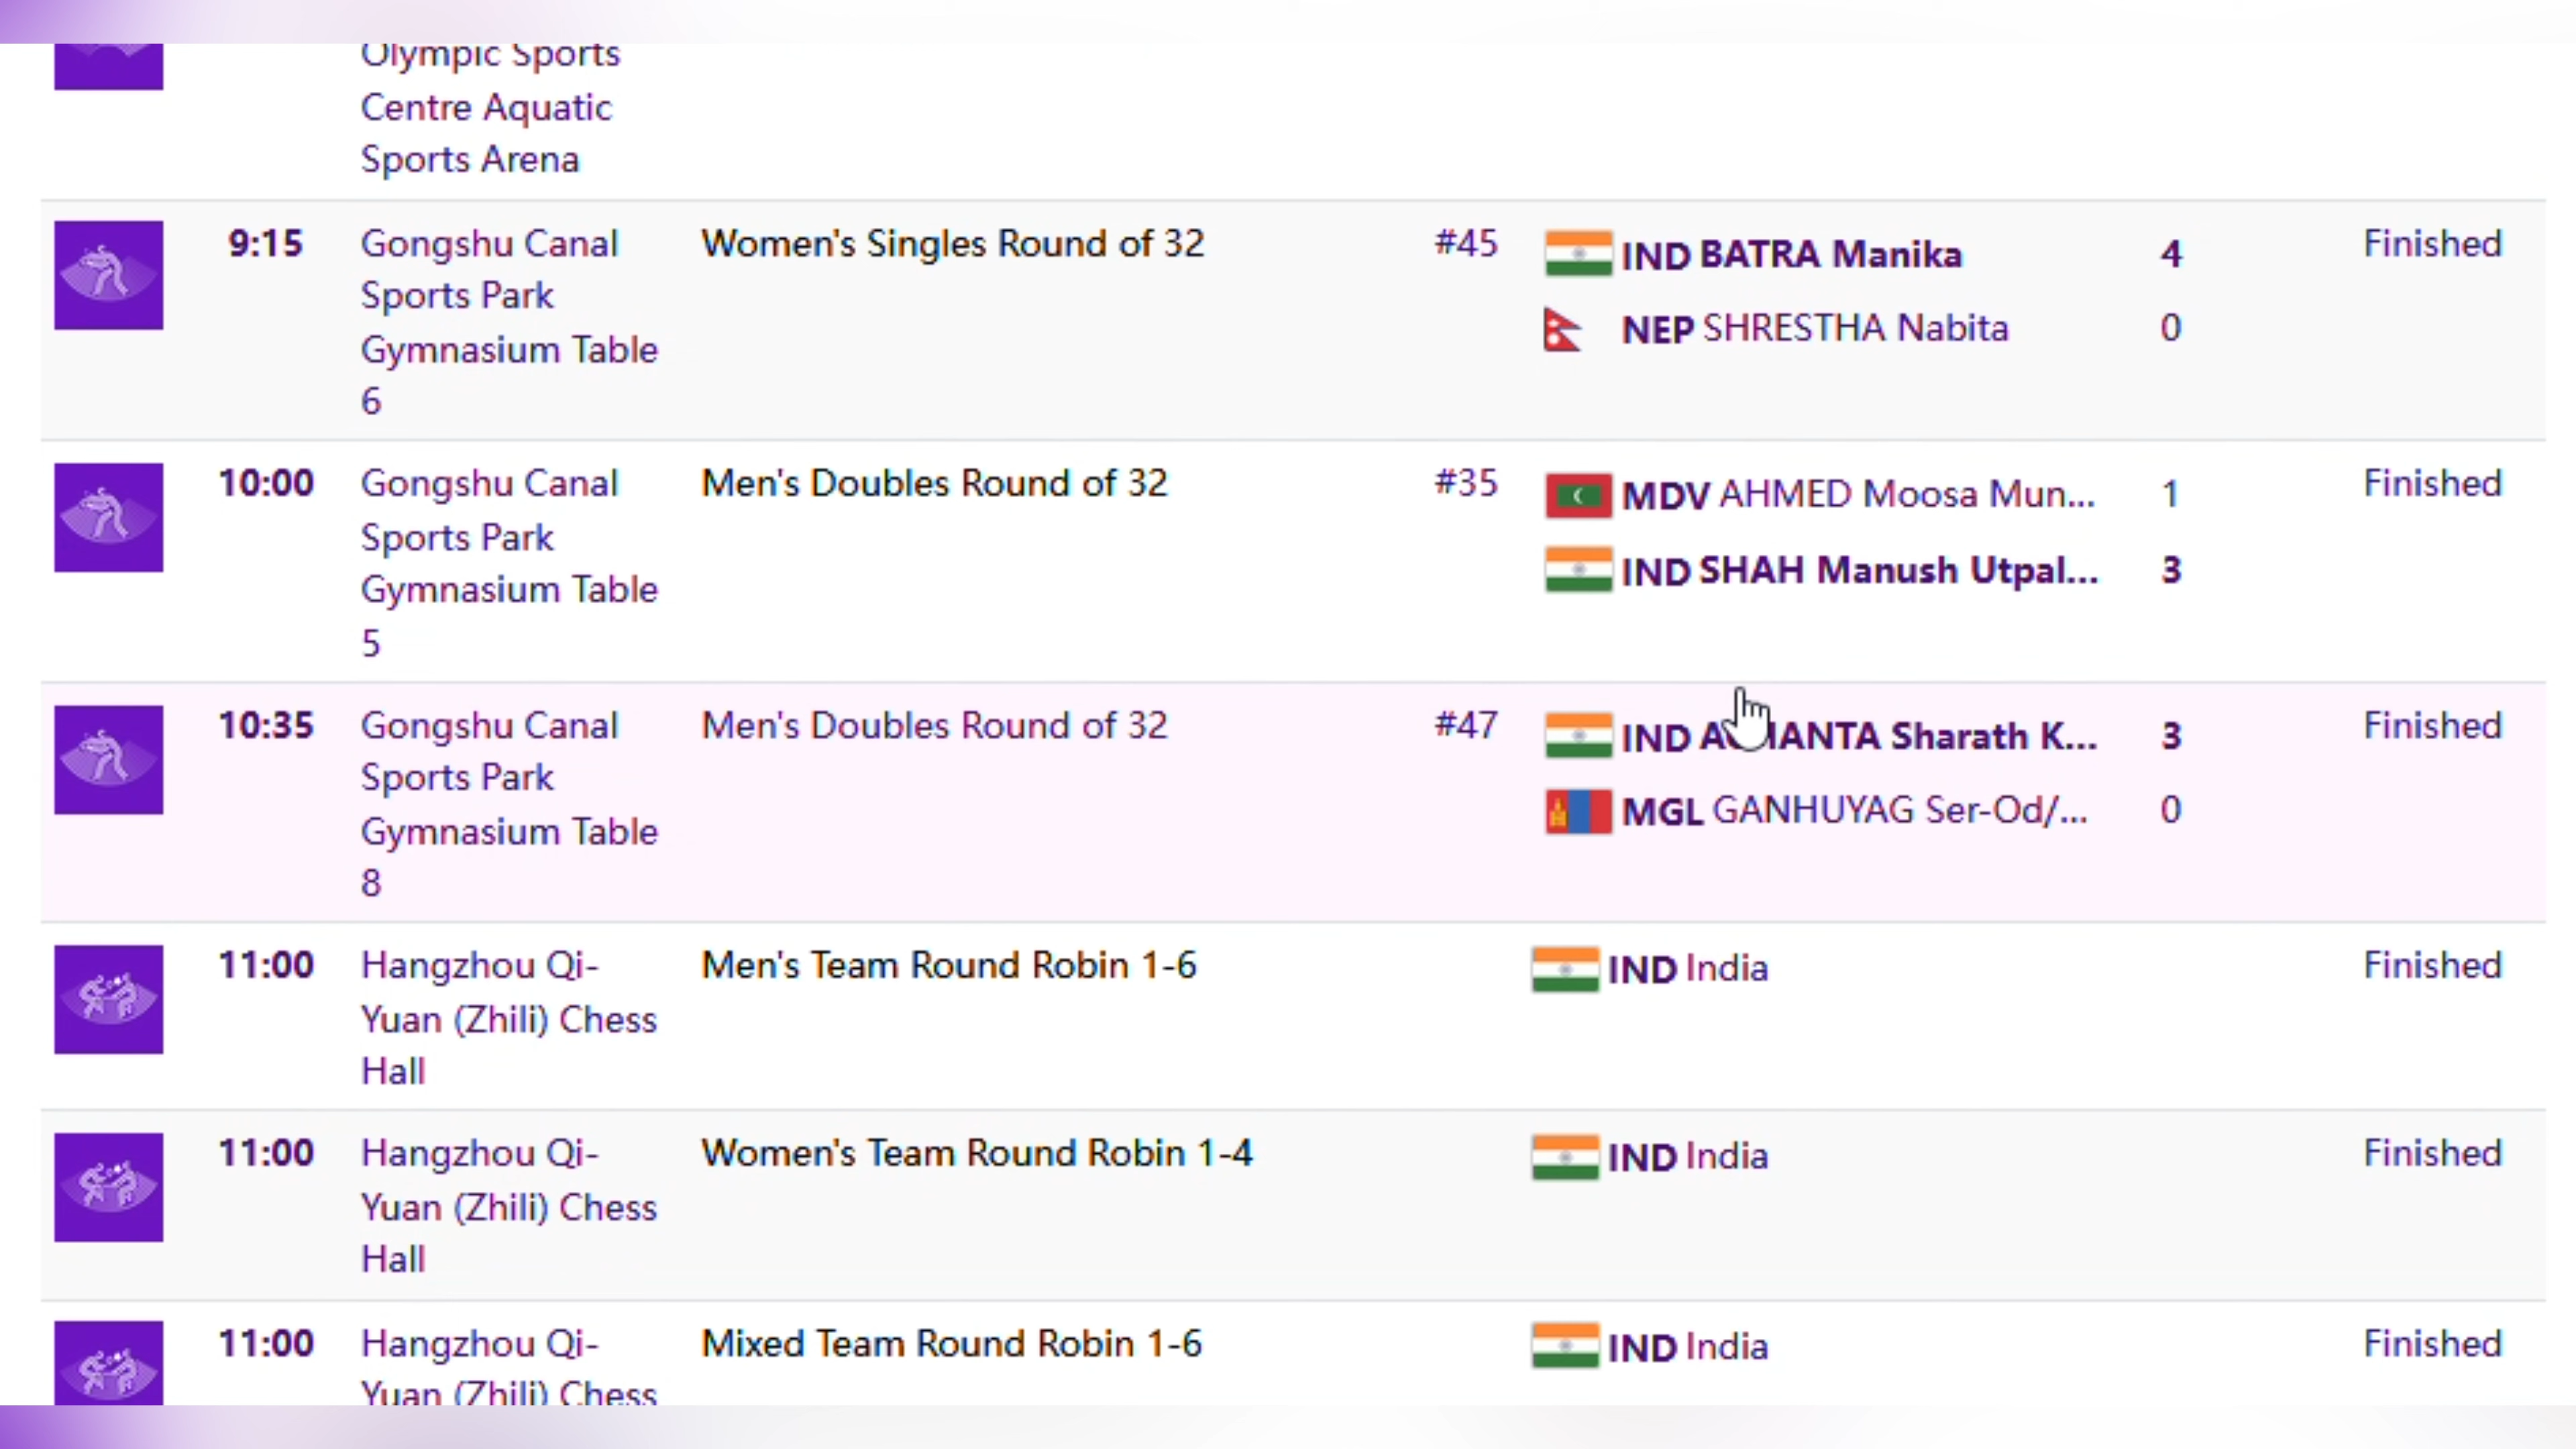 Olympic Sports
Centre Aquatic
Sports Arena
9:15
Gongshu Canal
Sports Park
Gymnasium Table
6
Women's Singles Round of 32
#45
IND BATRA Manika 4
NEP SHRESTHA Nabita 0
Finished
10:00
Gongshu Canal
Sports Park
Gymnasium Table
5
Men's Doubles Round of 32
#35
MDV AHMED Moosa Mun... 1
IND SHAH Manush Utpal... 3
Finished
10:35
Gongshu Canal
Sports Park
Gymnasium Table
8
Men's Doubles Round of 32
#47
IND Sharath K... 3
MGL GANHUYAG Ser-Od/... 0
Finished
11:00
Hangzhou Qi-
Yuan (Zhili) Chess
Hall
Men's Team Round Robin 1-6
IND India
Finished
11:00
Hangzhou Qi-
Yuan (Zhili) Chess
Hall
Women's Team Round Robin 1-4
IND India
Finished
11:00
Hangzhou Qi-
Yuan (Zhili) Chess
Mixed Team Round Robin 1-6
IND India
Finished